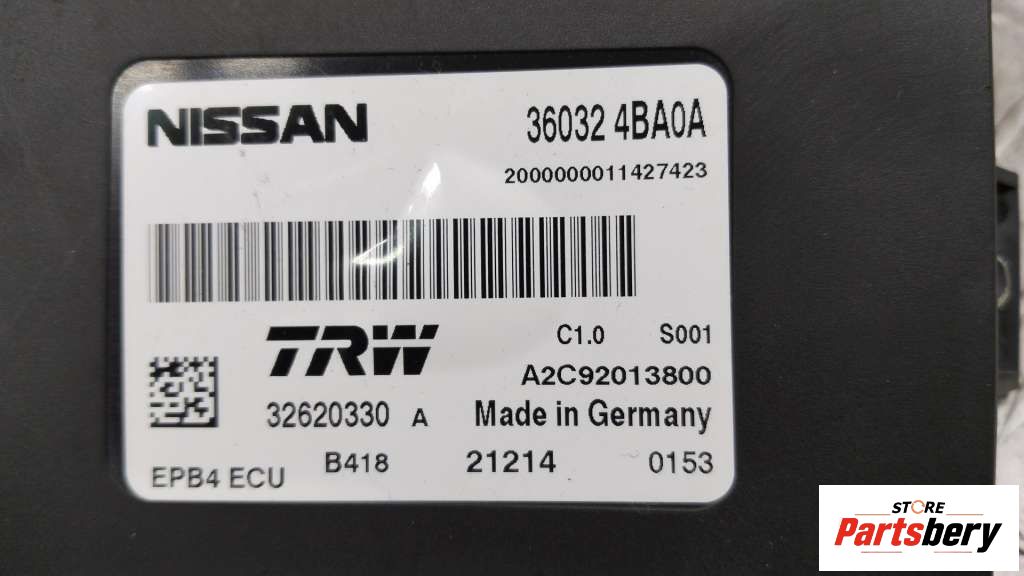 NISSAN 36032 4BA0A
2000000011427423
TRW C1.0 S001
A2C92013800
32620330 A Made in Germany
EPB4 ECU B418 21214 0153
STORE
Partsbery